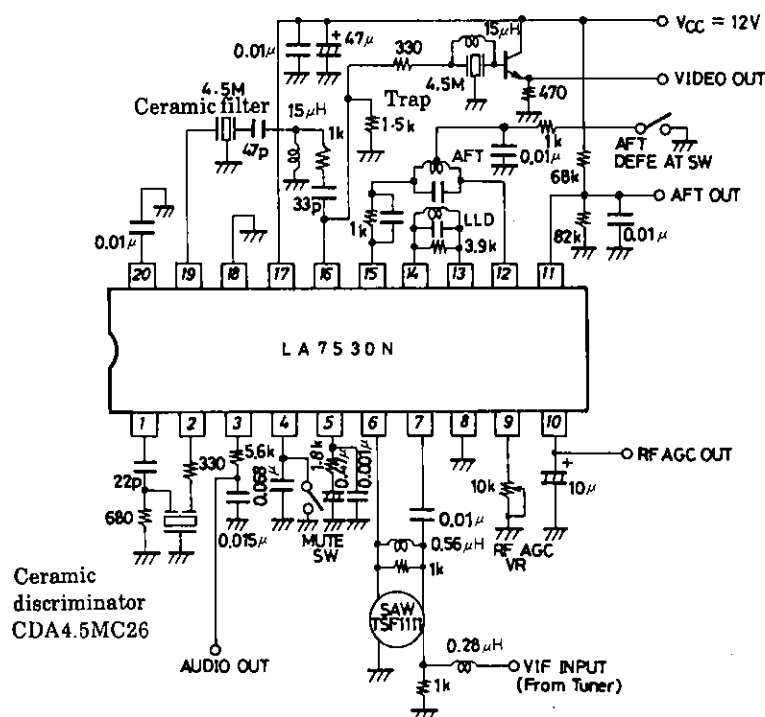 VCC = 12V
0.01μ
+
47μ
15μH
330
4.5M
VIDEO OUT
470
4.5M
Ceramic filter
Trap
15μH
1k
1.5k
47p
33p
AFT
0.01μ
1k
AFT
DEFEAT SW
68k
AFT OUT
82k
0.01μ
0.01μ
1k
LLD
3.9k
20
19
18
17
16
15
14
13
12
11
LA7530N
1
2
3
4
5
6
7
8
9
10
22p
330
5.6k
0.068μ
1.8k
0.47μ
0.001μ
+
RF AGC OUT
10μ
680
0.015μ
MUTE
SW
0.01μ
10k
RF AGC
VR
0.56μH
1k
Ceramic
discriminator
CDA4.5MC26
SAW
TSF1111
AUDIO OUT
0.28μH
VIF INPUT
(From Tuner)
1k